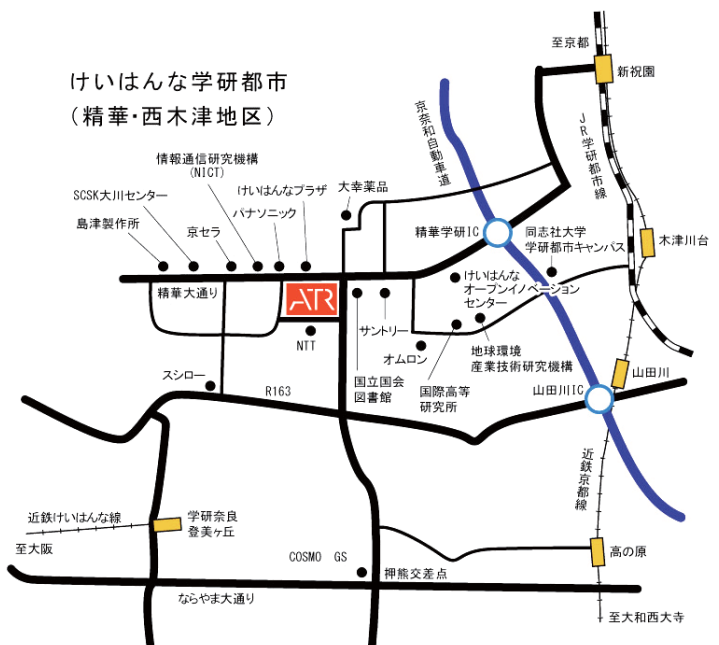 至京都
新祝園
けいはんな学研都市
(精華・西木津地区)
京奈和自動車道
JR学研都市線
情報通信研究機構
(NICT)
SCSK大川センター
けいはんなプラザ
大幸薬品
島津製作所
京セラ
パナソニック
精華学研IC
同志社大学
学研都市キャンパス
木津川台
精華大通り
ATR
けいはんな
オープンイノベーション
センター
サントリー
NTT
オムロン
地球環境
産業技術研究機構
スシロー
R163
国立国会
図書館
国際高等
研究所
山田川
山田川IC
近鉄京都線
近鉄けいはんな線
学研奈良
登美ヶ丘
至大阪
COSMO GS
押熊交差点
高の原
ならやま大通り
至大和西大寺